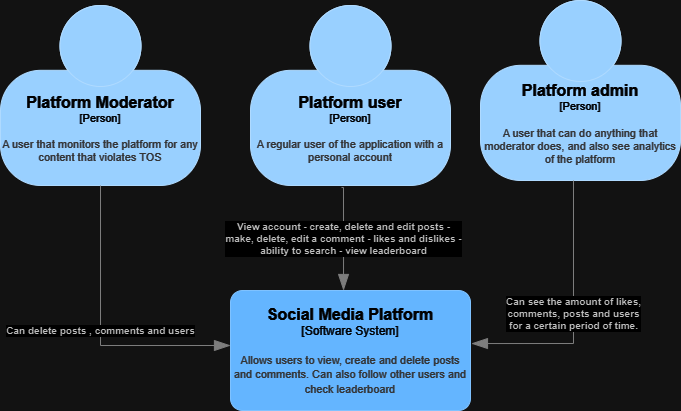 Platform Moderator
[Person]
A user that monitors the platform for any
content that violates TOS
Platform user
[Person]
A regular user of the application with a
personal account
Platform admin
[Person]
A user that can do anything that
moderator does, and also see analytics
of the platform
View account - create, delete and edit posts -
make, delete, edit a comment - likes and dislikes -
ability to search - view leaderboard
Can delete posts , comments and users
Can see the amount of likes,
comments, posts and users
for a certain period of time.
Social Media Platform
[Software System]
Allows users to view, create and delete posts
and comments. Can also follow other users and
check leaderboard